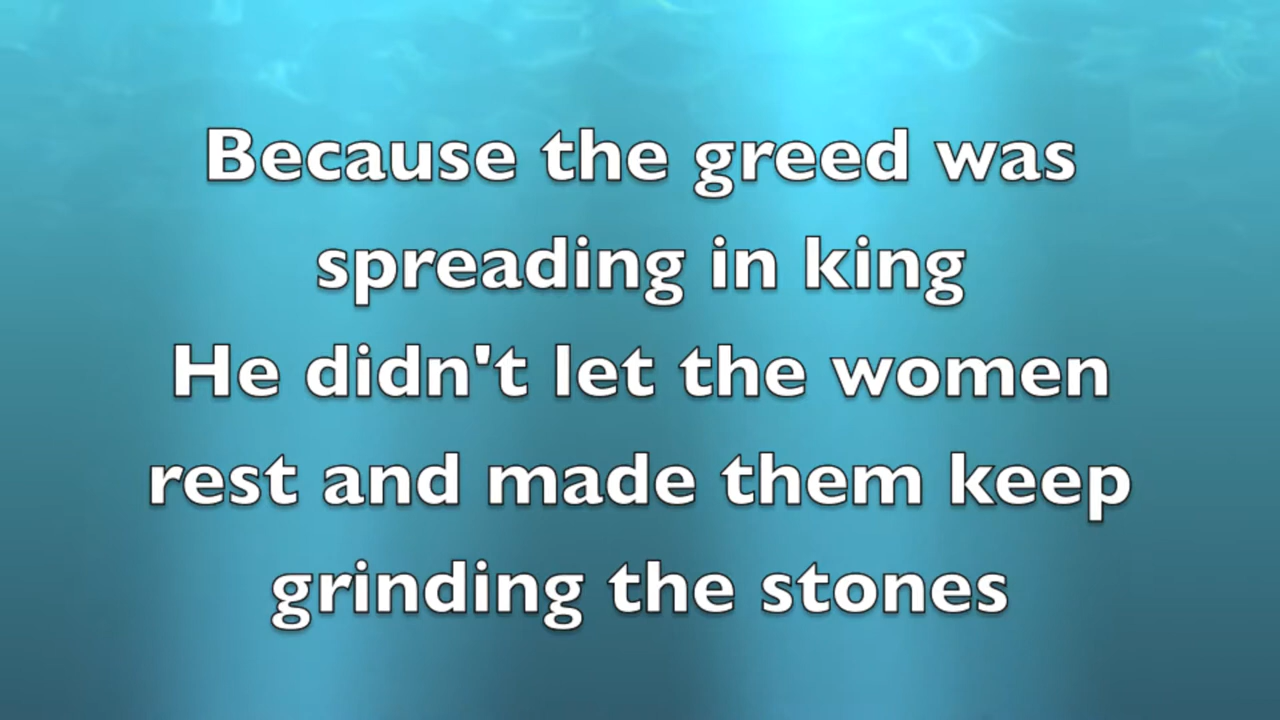 Because the greed was
spreading in king
He didn't let the women
rest and made them keep
grinding the stones